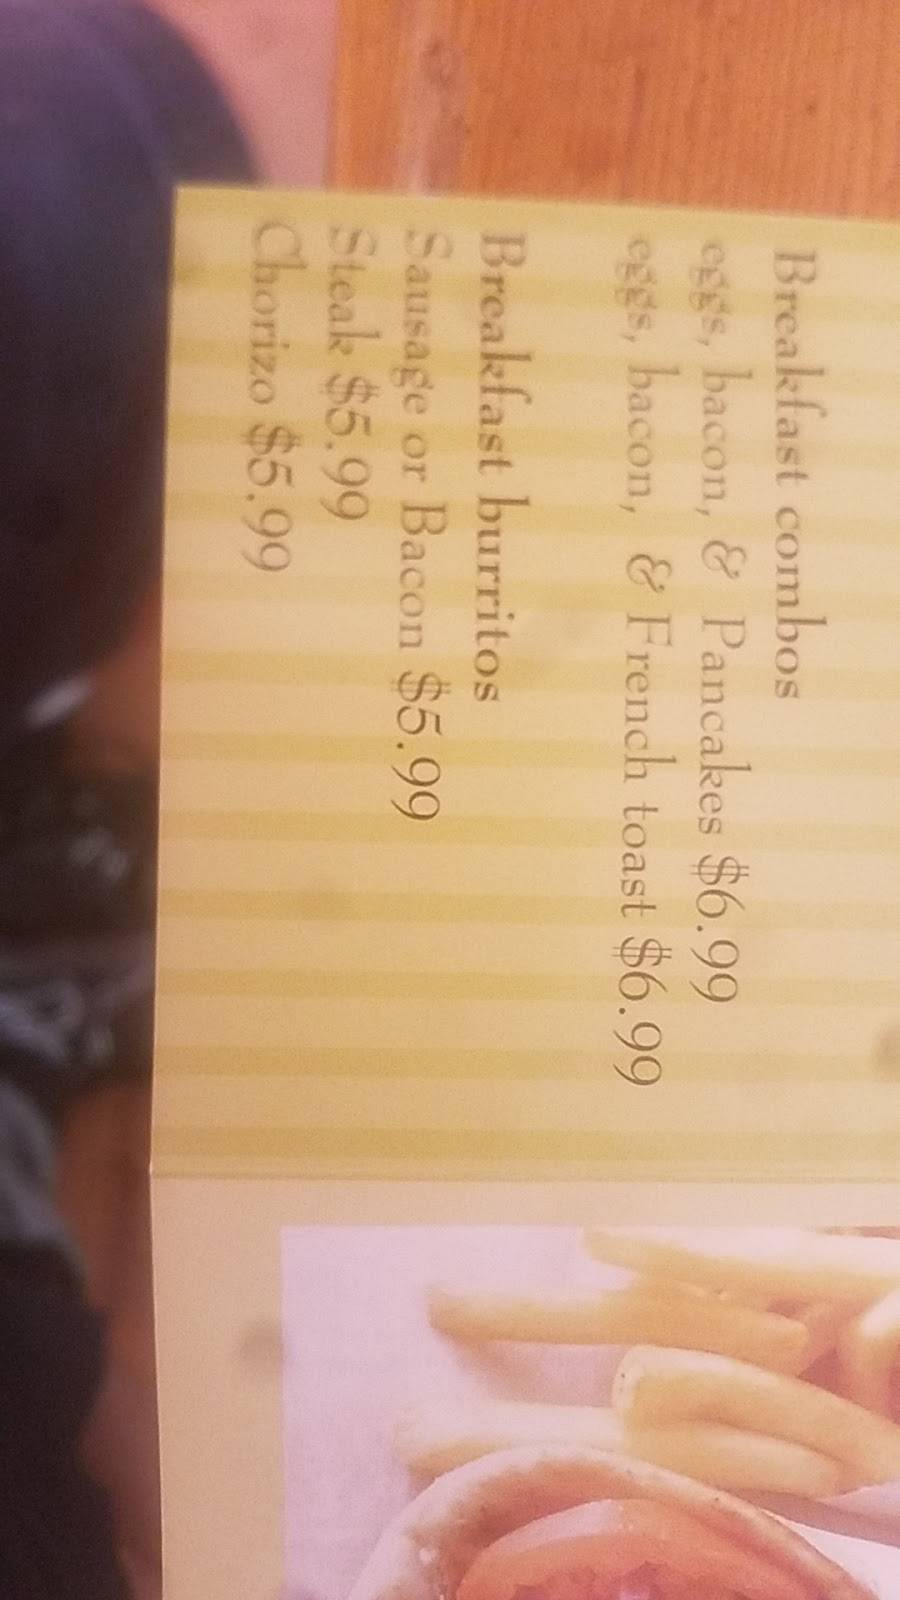 Breakfast combos
eggs, bacon, & Pancakes $6.99
eggs, bacon, & French toast $6.99
Breakfast burritos
Sausage or Bacon $5.99
Steak $5.99
Chorizo $5.99